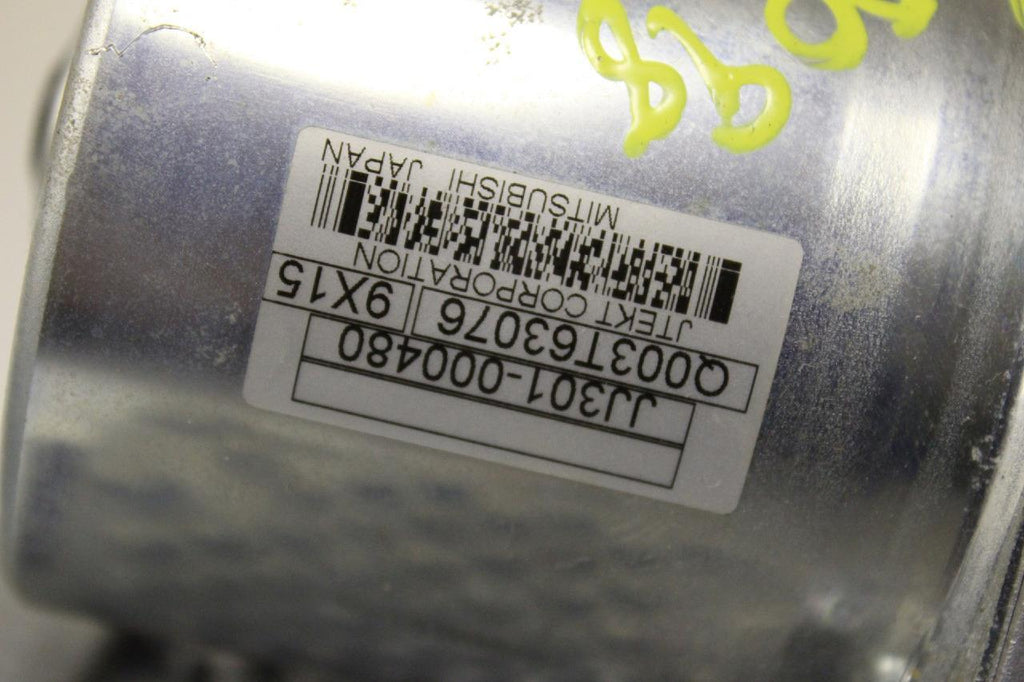 JJ301-000480
Q003T63076 9X15
JTEKT CORPORATION
MITSUBISHI JAPAN